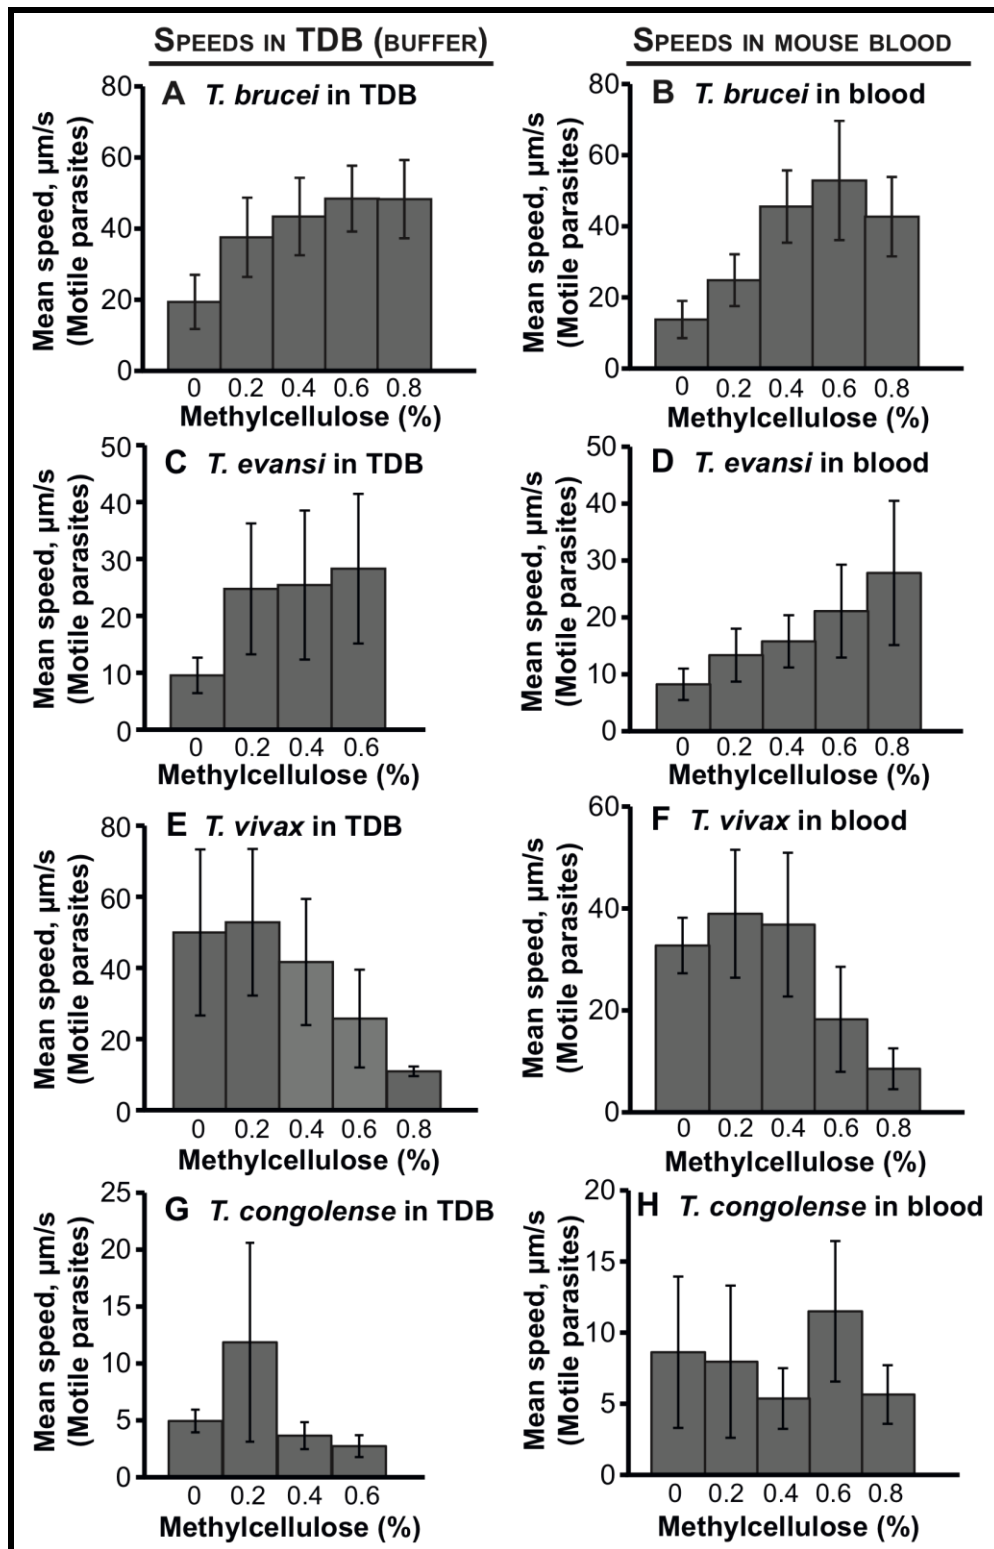 SPEEDS IN TDB (BUFFER)
SPEEDS IN MOUSE BLOOD
A T. brucei in TDB
Mean speed, µm/s
(Motile parasites)
80
60
40
20
0
0 0.2 0.4 0.6 0.8
Methylcellulose (%)
B T. brucei in blood
Mean speed, µm/s
(Motile parasites)
80
60
40
20
0
0 0.2 0.4 0.6 0.8
Methylcellulose (%)
C T. evansi in TDB
Mean speed, µm/s
(Motile parasites)
50
40
30
20
10
0
0 0.2 0.4 0.6
Methylcellulose (%)
D T. evansi in blood
Mean speed, µm/s
(Motile parasites)
50
40
30
20
10
0
0 0.2 0.4 0.6 0.8
Methylcellulose (%)
E T. vivax in TDB
Mean speed, µm/s
(Motile parasites)
80
60
40
20
0
0 0.2 0.4 0.6 0.8
Methylcellulose (%)
F T. vivax in blood
Mean speed, µm/s
(Motile parasites)
60
40
20
0
0 0.2 0.4 0.6 0.8
Methylcellulose (%)
G T. congolense in TDB
Mean speed, µm/s
(Motile parasites)
25
20
15
10
5
0
0 0.2 0.4 0.6
Methylcellulose (%)
H T. congolense in blood
Mean speed, µm/s
(Motile parasites)
20
15
10
5
0
0 0.2 0.4 0.6 0.8
Methylcellulose (%)